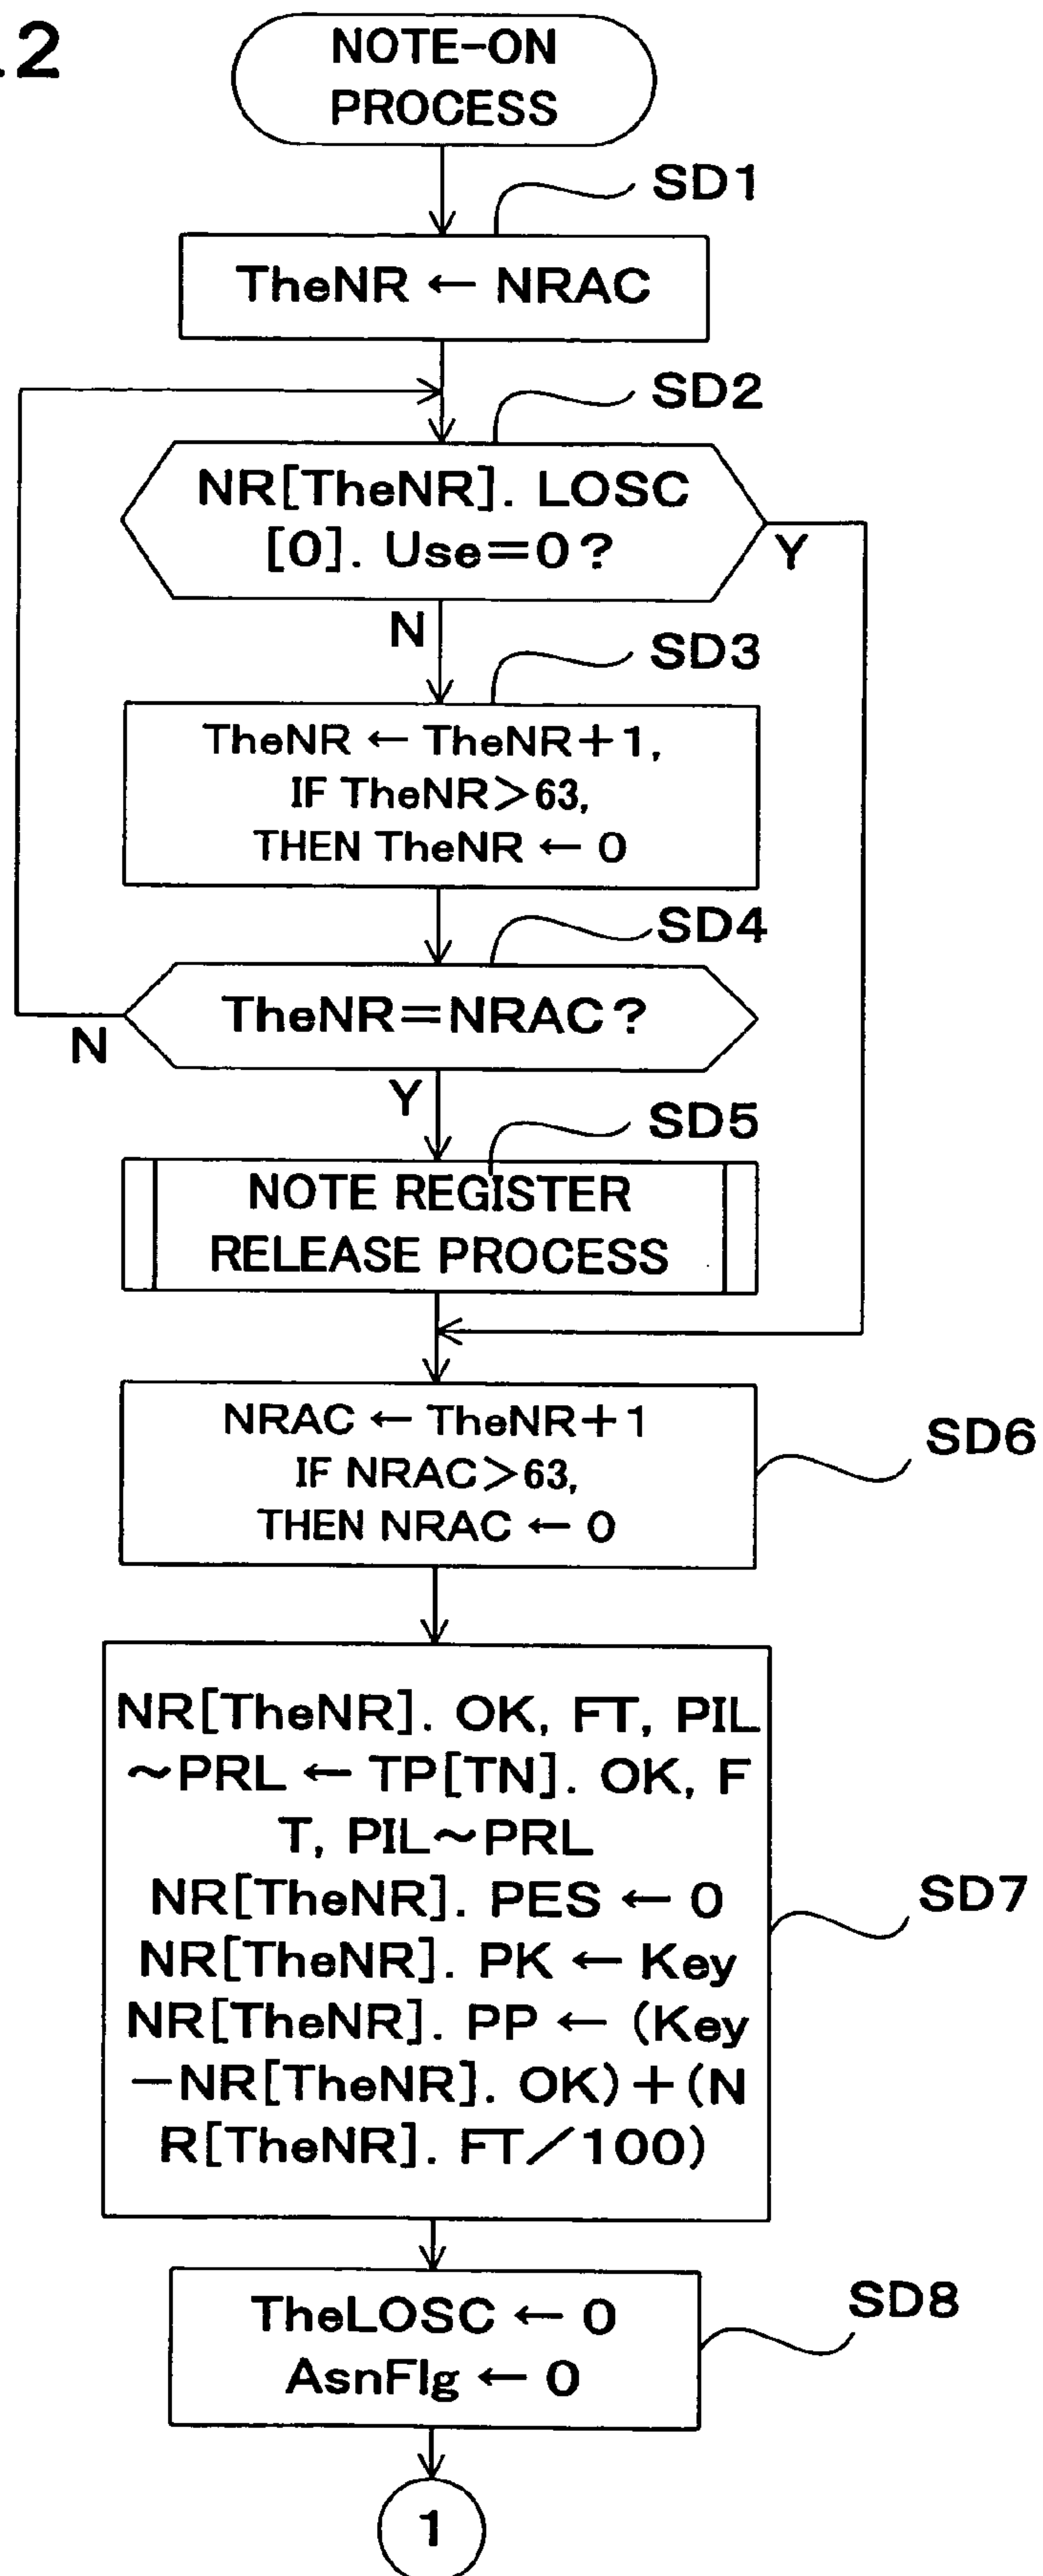 2
NOTE-ON
PROCESS
SD1
TheNR ← NRAC
SD2
NR[TheNR]. LOSC
[0]. Use=0?
Y
N
SD3
TheNR ← TheNR+1,
IF TheNR>63,
THEN TheNR ← 0
SD4
TheNR=NRAC?
N
Y
SD5
NOTE REGISTER
RELEASE PROCESS
NRAC ← TheNR+1
IF NRAC>63,
THEN NRAC ← 0
SD6
NR[TheNR]. OK, FT, PIL
~PRL ← TP[TN]. OK, F
T, PIL~PRL
NR[TheNR]. PES ← 0
NR[TheNR]. PK ← Key
NR[TheNR]. PP ← (Key
-NR[TheNR]. OK)+(N
R[TheNR]. FT/100)
SD7
TheLOSC ← 0
AsnFlg ← 0
SD8
1